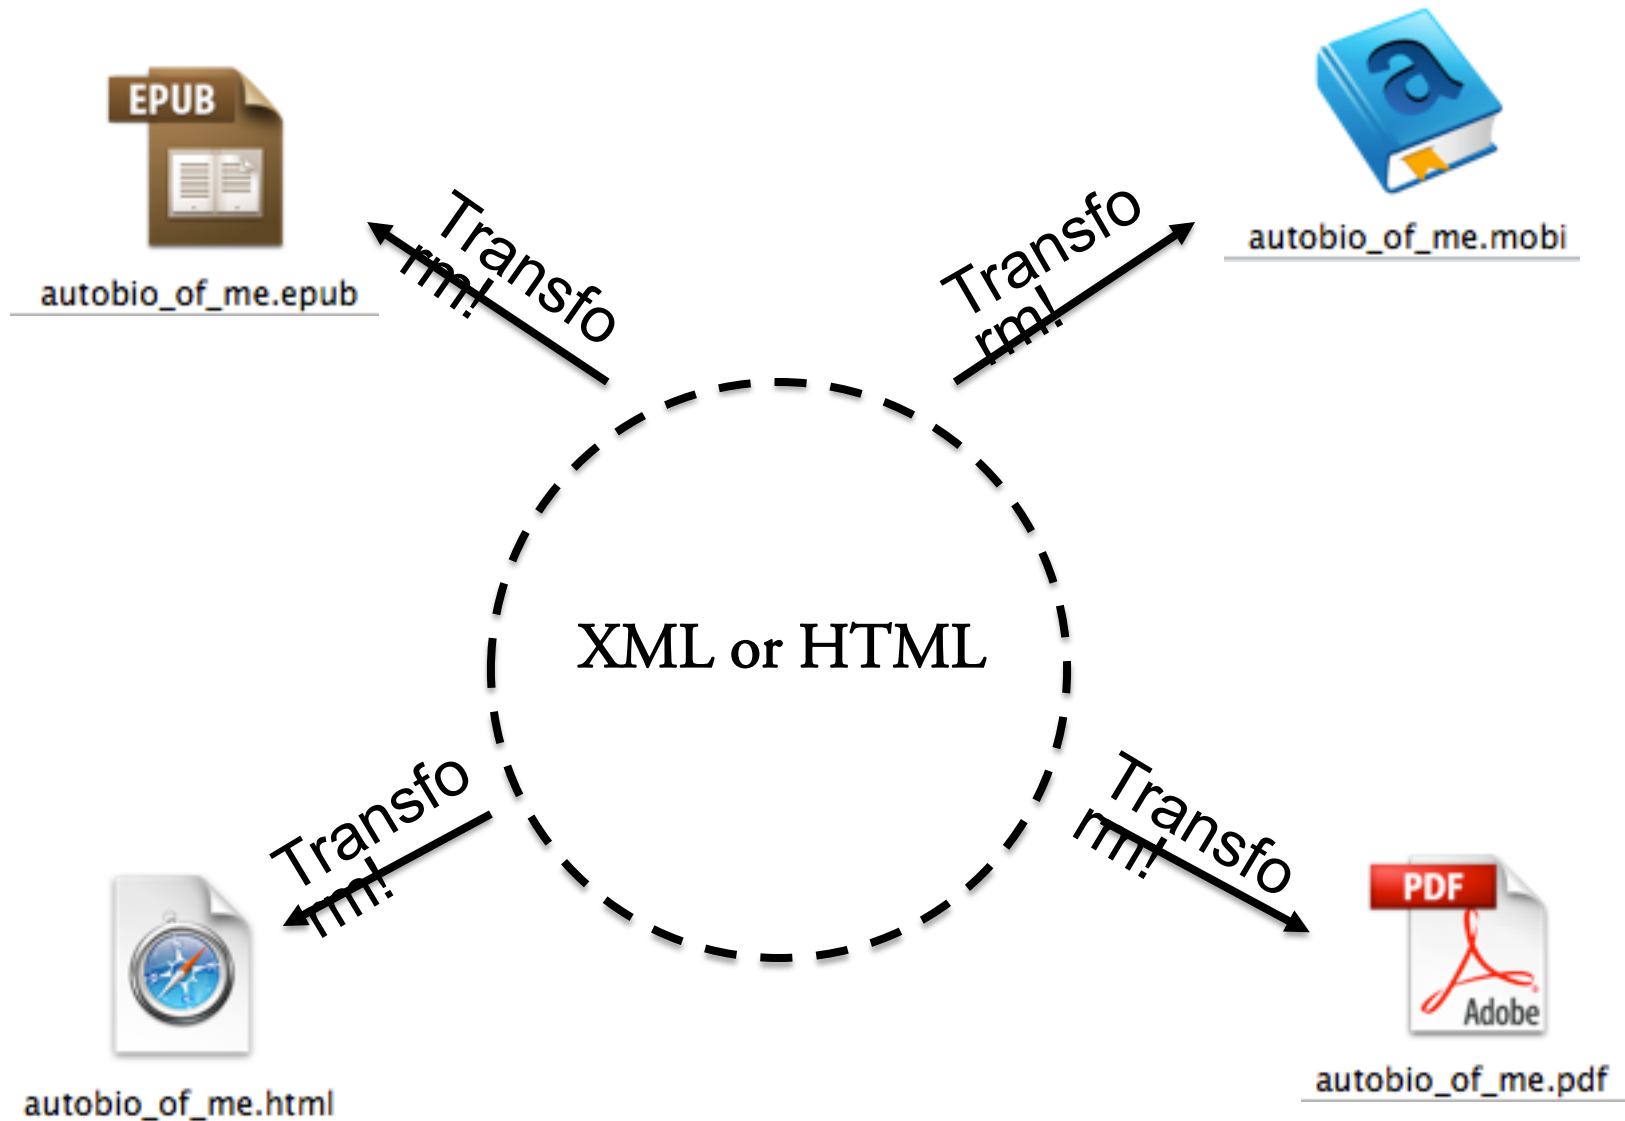 EPUB
autobio_of_me.epub
a
autobio_of_me.mobi
Transfo
rm!
Transfo
rm!
XML or HTML
Transfo
rm!
Transfo
rm!
autobio_of_me.html
PDF
Adobe
autobio_of_me.pdf